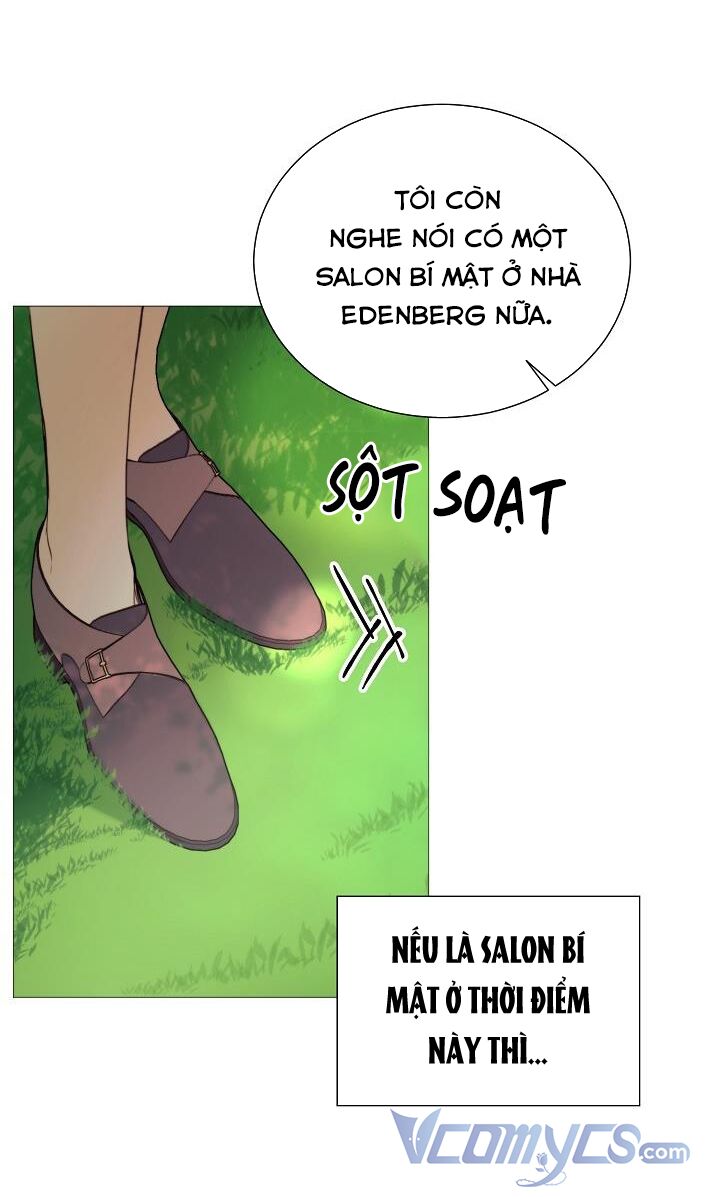 TÔI CÒN
NGHE NÓI CÓ MỘT
SALON BÍ MẬT Ở NHÀ
EDENBERG NỮA.
SỘT SOẠT
NẾU LÀ SALON BÍ
MẬT Ở THỜI ĐIỂM
NÀY THÌ...
VCOMYCS.com